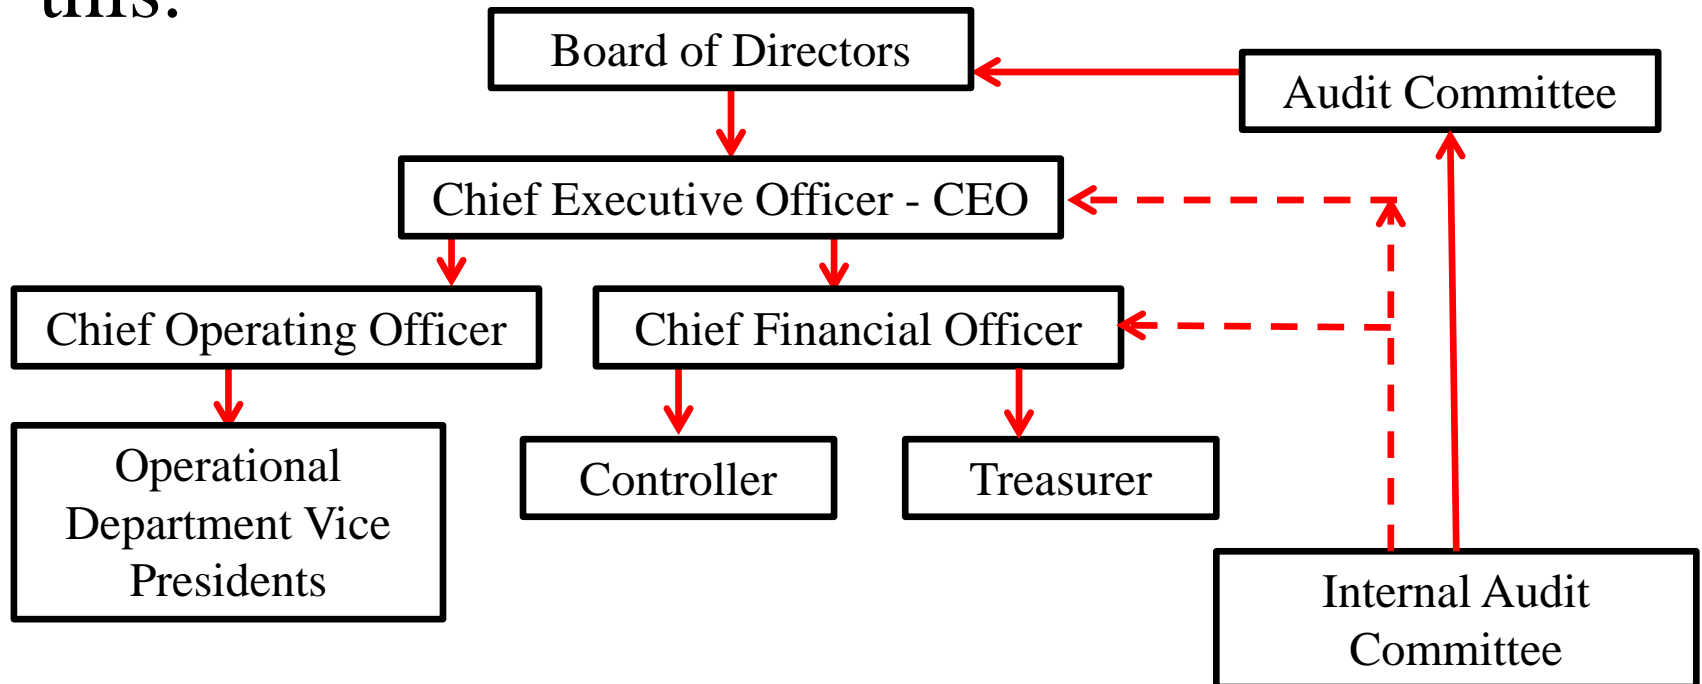 this:
Board of Directors
Audit Committee
Chief Executive Officer - CEO
Chief Operating Officer
Chief Financial Officer
Operational
Department Vice
Presidents
Controller
Treasurer
Internal Audit
Committee